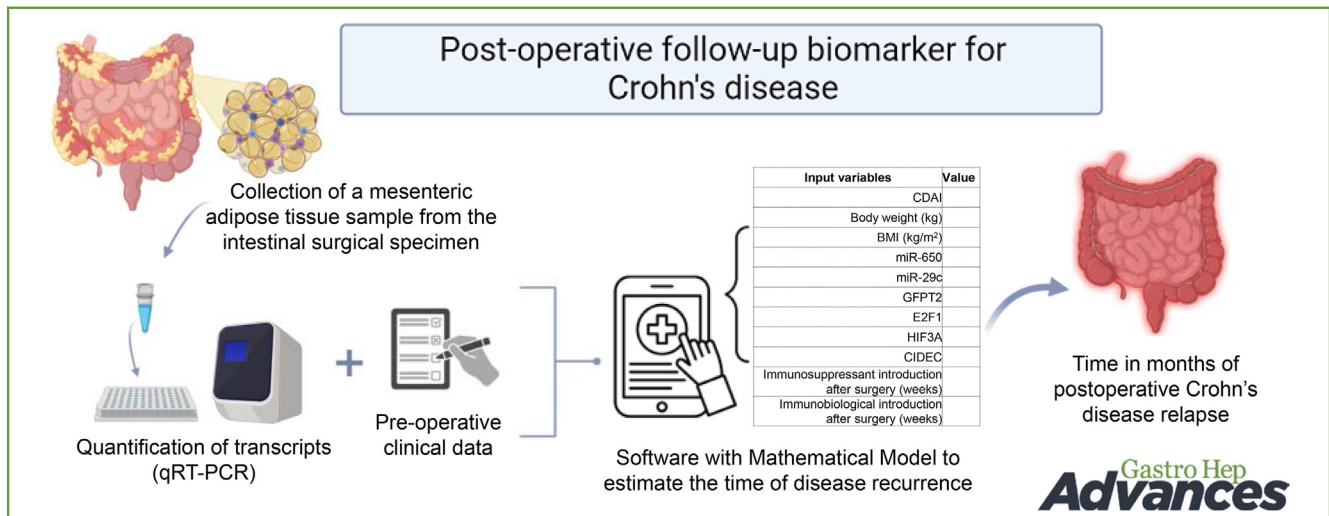 Post-operative follow-up biomarker for
Crohn's disease
Collection of a mesenteric
adipose tissue sample from the
intestinal surgical specimen
Quantification of transcripts
(qRT-PCR)
+
Pre-operative
clinical data
Input variables Value
CDAI
Body weight (kg)
BMI (kg/m²)
miR-650
miR-29c
GFPT2
E2F1
HIF3A
CIDEC
Immunosuppressant introduction
after surgery (weeks)
Immunobiological introduction
after surgery (weeks)
Software with Mathematical Model to
estimate the time of disease recurrence
Time in months of
postoperative Crohn’s
disease relapse
Gastro Hep
Advances